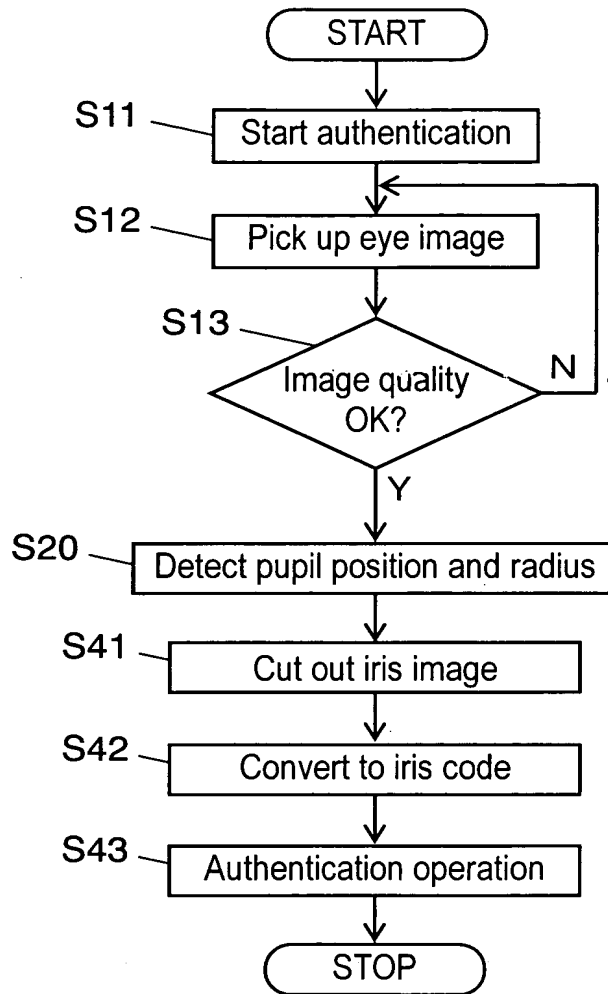 START
S11
Start authentication
S12
Pick up eye image
S13
Image quality
OK?
N
Y
S20
Detect pupil position and radius
S41
Cut out iris image
S42
Convert to iris code
S43
Authentication operation
STOP